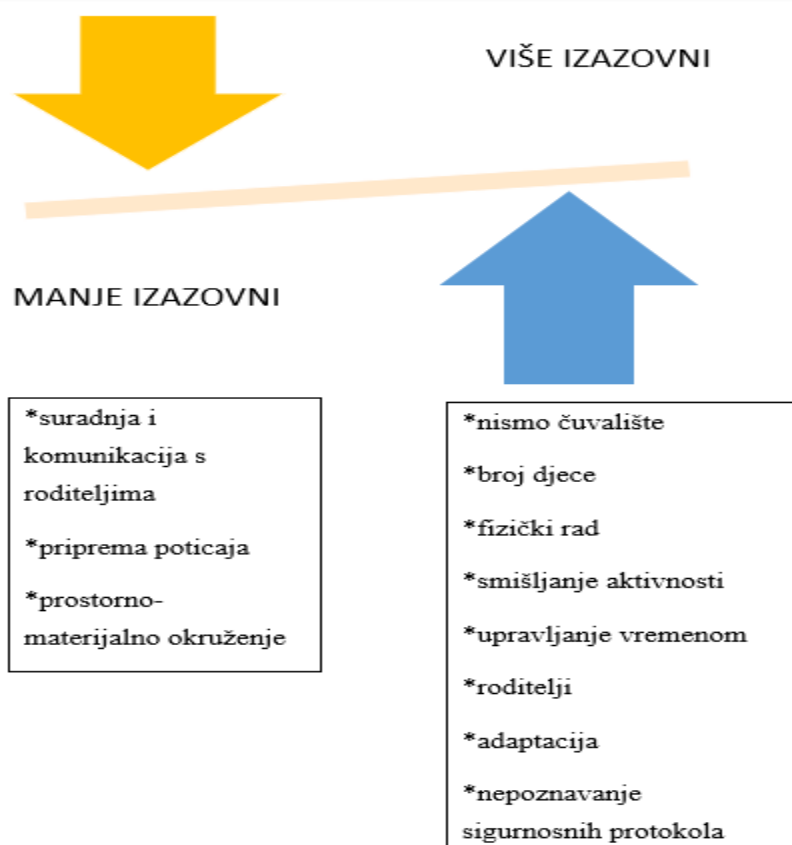 VIŠE IZAZOVNI
MANJE IZAZOVNI
*suradnja i
komunikacija s
roditeljima
*priprema poticaja
*prostorno-
materijalno okruženje
*nismo čuvalište
*broj djece
*fizički rad
*smišljanje aktivnosti
*upravljanje vremenom
*roditelji
*adaptacija
*nepoznavanje
sigurnosnih protokola